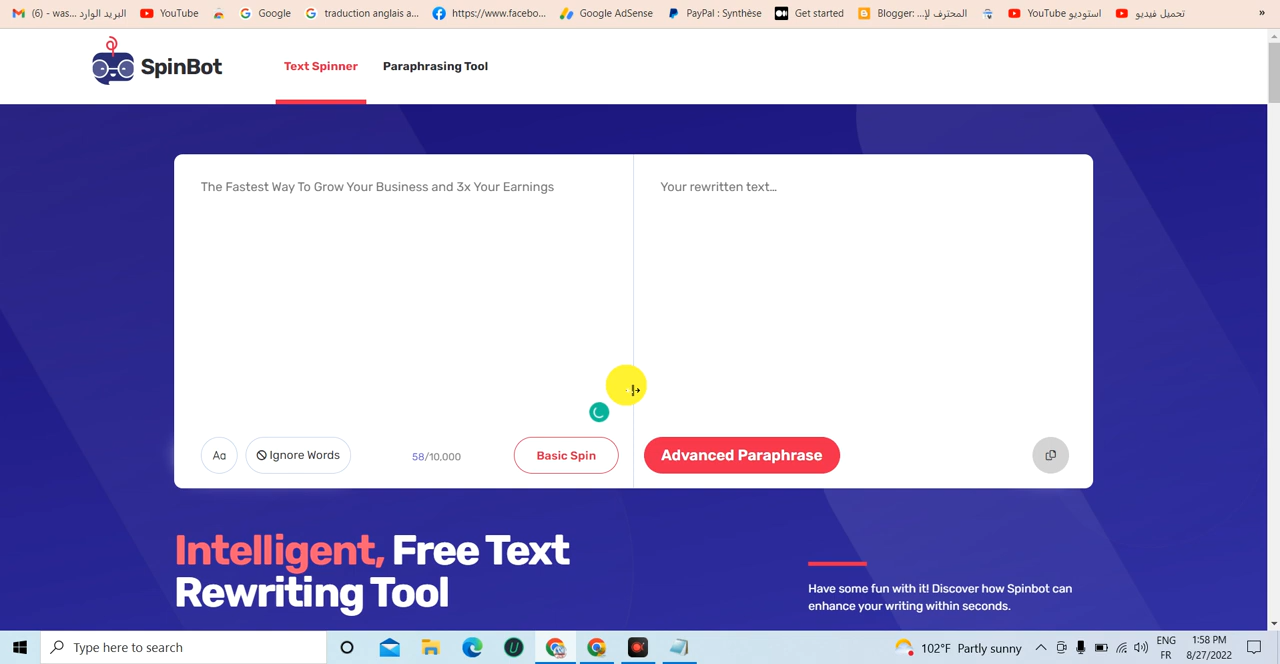 (6) - was... البريد الوارد
YouTube
Google
traduction anglais a...
https://www.facebo...
Google AdSense
PayPal : Synthèse
Get started
Blogger: ...المحترف لإ
YouTube استوديو
تحميل فيديو
»
SpinBot
Text Spinner
Paraphrasing Tool
The Fastest Way To Grow Your Business and 3x Your Earnings
Your rewritten text...
Aa
Ignore Words
58/10,000
Basic Spin
Advanced Paraphrase
Intelligent, Free Text
Rewriting Tool
Have some fun with it! Discover how Spinbot can
enhance your writing within seconds.
Type here to search
102°F Partly sunny
ENG
FR
1:58 PM
8/27/2022